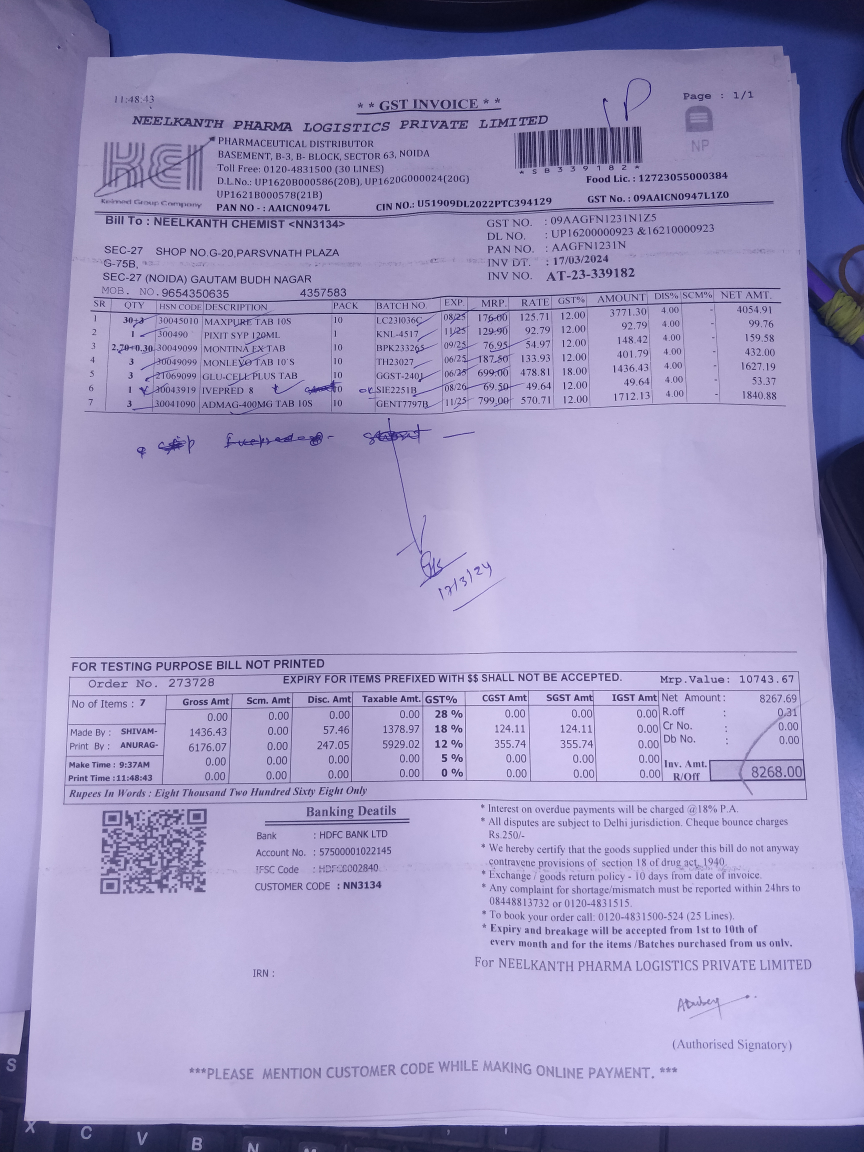 11:48:43
* * GST INVOICE * *
Page : 1/1
IP
NEELKANTH PHARMA LOGISTICS PRIVATE LIMITED
KEI
Keimed Group Company
PHARMACEUTICAL DISTRIBUTOR
BASEMENT, B-3, B- BLOCK, SECTOR 63, NOIDA
Toll Free: 0120-4831500 (30 LINES)
D.L.No.: UP1620B000586(20B), UP1620G000024(20G)
UP1621B000578(21B)
PAN NO - : AAICN0947L
CIN NO.: U51909DL2022PTC394129
* S B 3 3 9 1 8 2 *
NP
Food Lic. : 12723055000384
GST No. : 09AAICN0947L1Z0
Bill To : NEELKANTH CHEMIST <NN3134>
SEC-27 SHOP NO.G-20,PARSVNATH PLAZA
G-75B,
SEC-27 (NOIDA) GAUTAM BUDH NAGAR
MOB. NO. 9654350635 4357583
GST NO. : 09AAGFN1231N1Z5
DL NO. : UP16200000923 &16210000923
PAN NO. : AAGFN1231N
INV DT. : 17/03/2024
INV NO. AT-23-339182
SR QTY HSN CODE DESCRIPTION PACK BATCH NO. EXP. MRP. RATE GST% AMOUNT DIS% SCM% NET AMT.
1 30+3 30045010 MAXPURE TAB 10S 10 LC231036C 08/25 176.00 125.71 12.00 3771.30 4.00 - 4054.91
2 1 300490 PIXIT SYP 120ML 1 KNL-4517 11/25 129.90 92.79 12.00 92.79 4.00 - 99.76
3 2.70+0.30 30049099 MONTINA EX TAB 10 BPK233265 09/25 76.95 54.97 12.00 148.42 4.00 - 159.58
4 3 30049099 MONLEVO TAB 10'S 10 TH23027 06/25 187.50 133.93 12.00 401.79 4.00 - 432.00
5 3 21069099 GLU-CELL PLUS TAB 10 GGST-2401 06/25 699.00 478.81 18.00 1436.43 4.00 - 1627.19
6 1 30043919 IVEPRED 8 10 SIE2251B 08/26 69.50 49.64 12.00 49.64 4.00 - 53.37
7 3 30041090 ADMAG-400MG TAB 10S 10 GENT7797B 11/25 799.00 570.71 12.00 1712.13 4.00 - 1840.88
17/3/24
FOR TESTING PURPOSE BILL NOT PRINTED
Order No. 273728 EXPIRY FOR ITEMS PREFIXED WITH $$ SHALL NOT BE ACCEPTED. Mrp.Value: 10743.67
No of Items : 7
Made By : SHIVAM-
Print By : ANURAG-
Make Time : 9:37AM
Print Time :11:48:43
Gross Amt Scm. Amt Disc. Amt Taxable Amt. GST% CGST Amt SGST Amt IGST Amt
0.00 0.00 0.00 0.00 28 % 0.00 0.00 0.00
1436.43 0.00 57.46 1378.97 18 % 124.11 124.11 0.00
6176.07 0.00 247.05 5929.02 12 % 355.74 355.74 0.00
0.00 0.00 0.00 0.00 5 % 0.00 0.00 0.00
0.00 0.00 0.00 0.00 0 % 0.00 0.00 0.00
Net Amount : 8267.69
R.off : 0.31
Cr No. : 0.00
Db No. : 0.00
Inv. Amt. R/Off 8268.00
Rupees In Words : Eight Thousand Two Hundred Sixty Eight Only
Banking Deatils
Bank : HDFC BANK LTD
Account No. : 57500001022145
IFSC Code : HDFC0002840
CUSTOMER CODE : NN3134
* Interest on overdue payments will be charged @18% P.A.
* All disputes are subject to Delhi jurisdiction. Cheque bounce charges
Rs.250/-
* We hereby certify that the goods supplied under this bill do not anyway
contravene provisions of section 18 of drug act, 1940.
* Exchange / goods return policy - 10 days from date of invoice.
* Any complaint for shortage/mismatch must be reported within 24hrs to
08448813732 or 0120-4831515.
* To book your order call: 0120-4831500-524 (25 Lines).
* Expiry and breakage will be accepted from 1st to 10th of
every month and for the items /Batches purchased from us only.
IRN :
For NEELKANTH PHARMA LOGISTICS PRIVATE LIMITED
ADubey
(Authorised Signatory)
***PLEASE MENTION CUSTOMER CODE WHILE MAKING ONLINE PAYMENT. ***
S
X C V B N